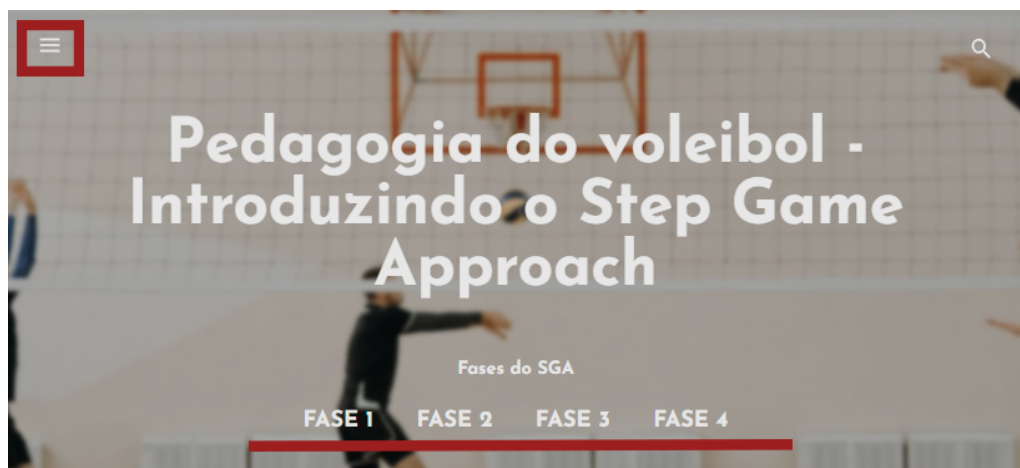 Pedagogia do voleibol -
Introduzindo o Step Game
Approach
Fases do SGA
FASE 1 FASE 2 FASE 3 FASE 4